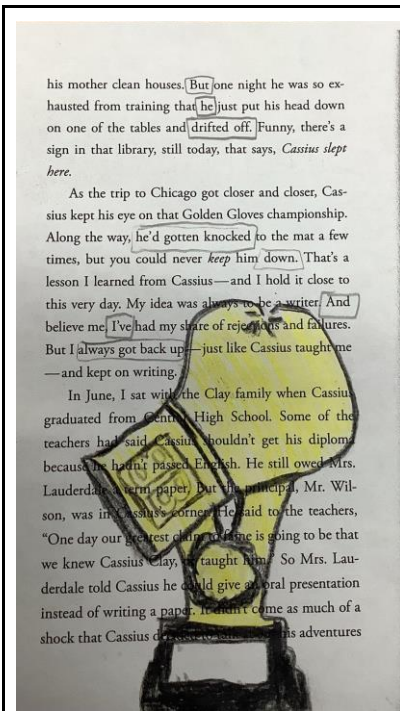 his mother clean houses. But one night he was so ex-
hausted from training that he just put his head down
on one of the tables and drifted off. Funny, there's a
sign in that library, still today, that says, Cassius slept
here.
As the trip to Chicago got closer and closer, Cas-
sius kept his eye on that Golden Gloves championship.
Along the way, he'd gotten knocked to the mat a few
times, but you could never keep him down. That's a
lesson I learned from Cassius—and I hold it close to
this very day. My idea was always to be a writer. And
believe me, I've had my share of rejections and failures.
But I always got back up—just like Cassius taught me
—and kept on writing.
In June, I sat with the Clay family when Cassius
graduated from Central High School. Some of the
teachers had said Cassius shouldn't get his diploma
because he hadn't passed English. He still owed Mrs.
Lauderdale a term paper. But the principal, Mr. Wil-
son, was in Cassius's corner. He said to the teachers,
"One day our greatest claim to fame is going to be that
we knew Cassius Clay, taught him." So Mrs. Lau-
derdale told Cassius he could give an oral presentation
instead of writing a paper. It didn't come as much of a
shock that Cassius his adventures